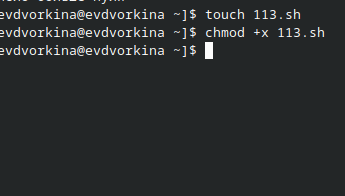 evdvorkina@evdvorkina ~]$ touch 113.sh
evdvorkina@evdvorkina ~]$ chmod +x 113.sh
evdvorkina@evdvorkina ~]$